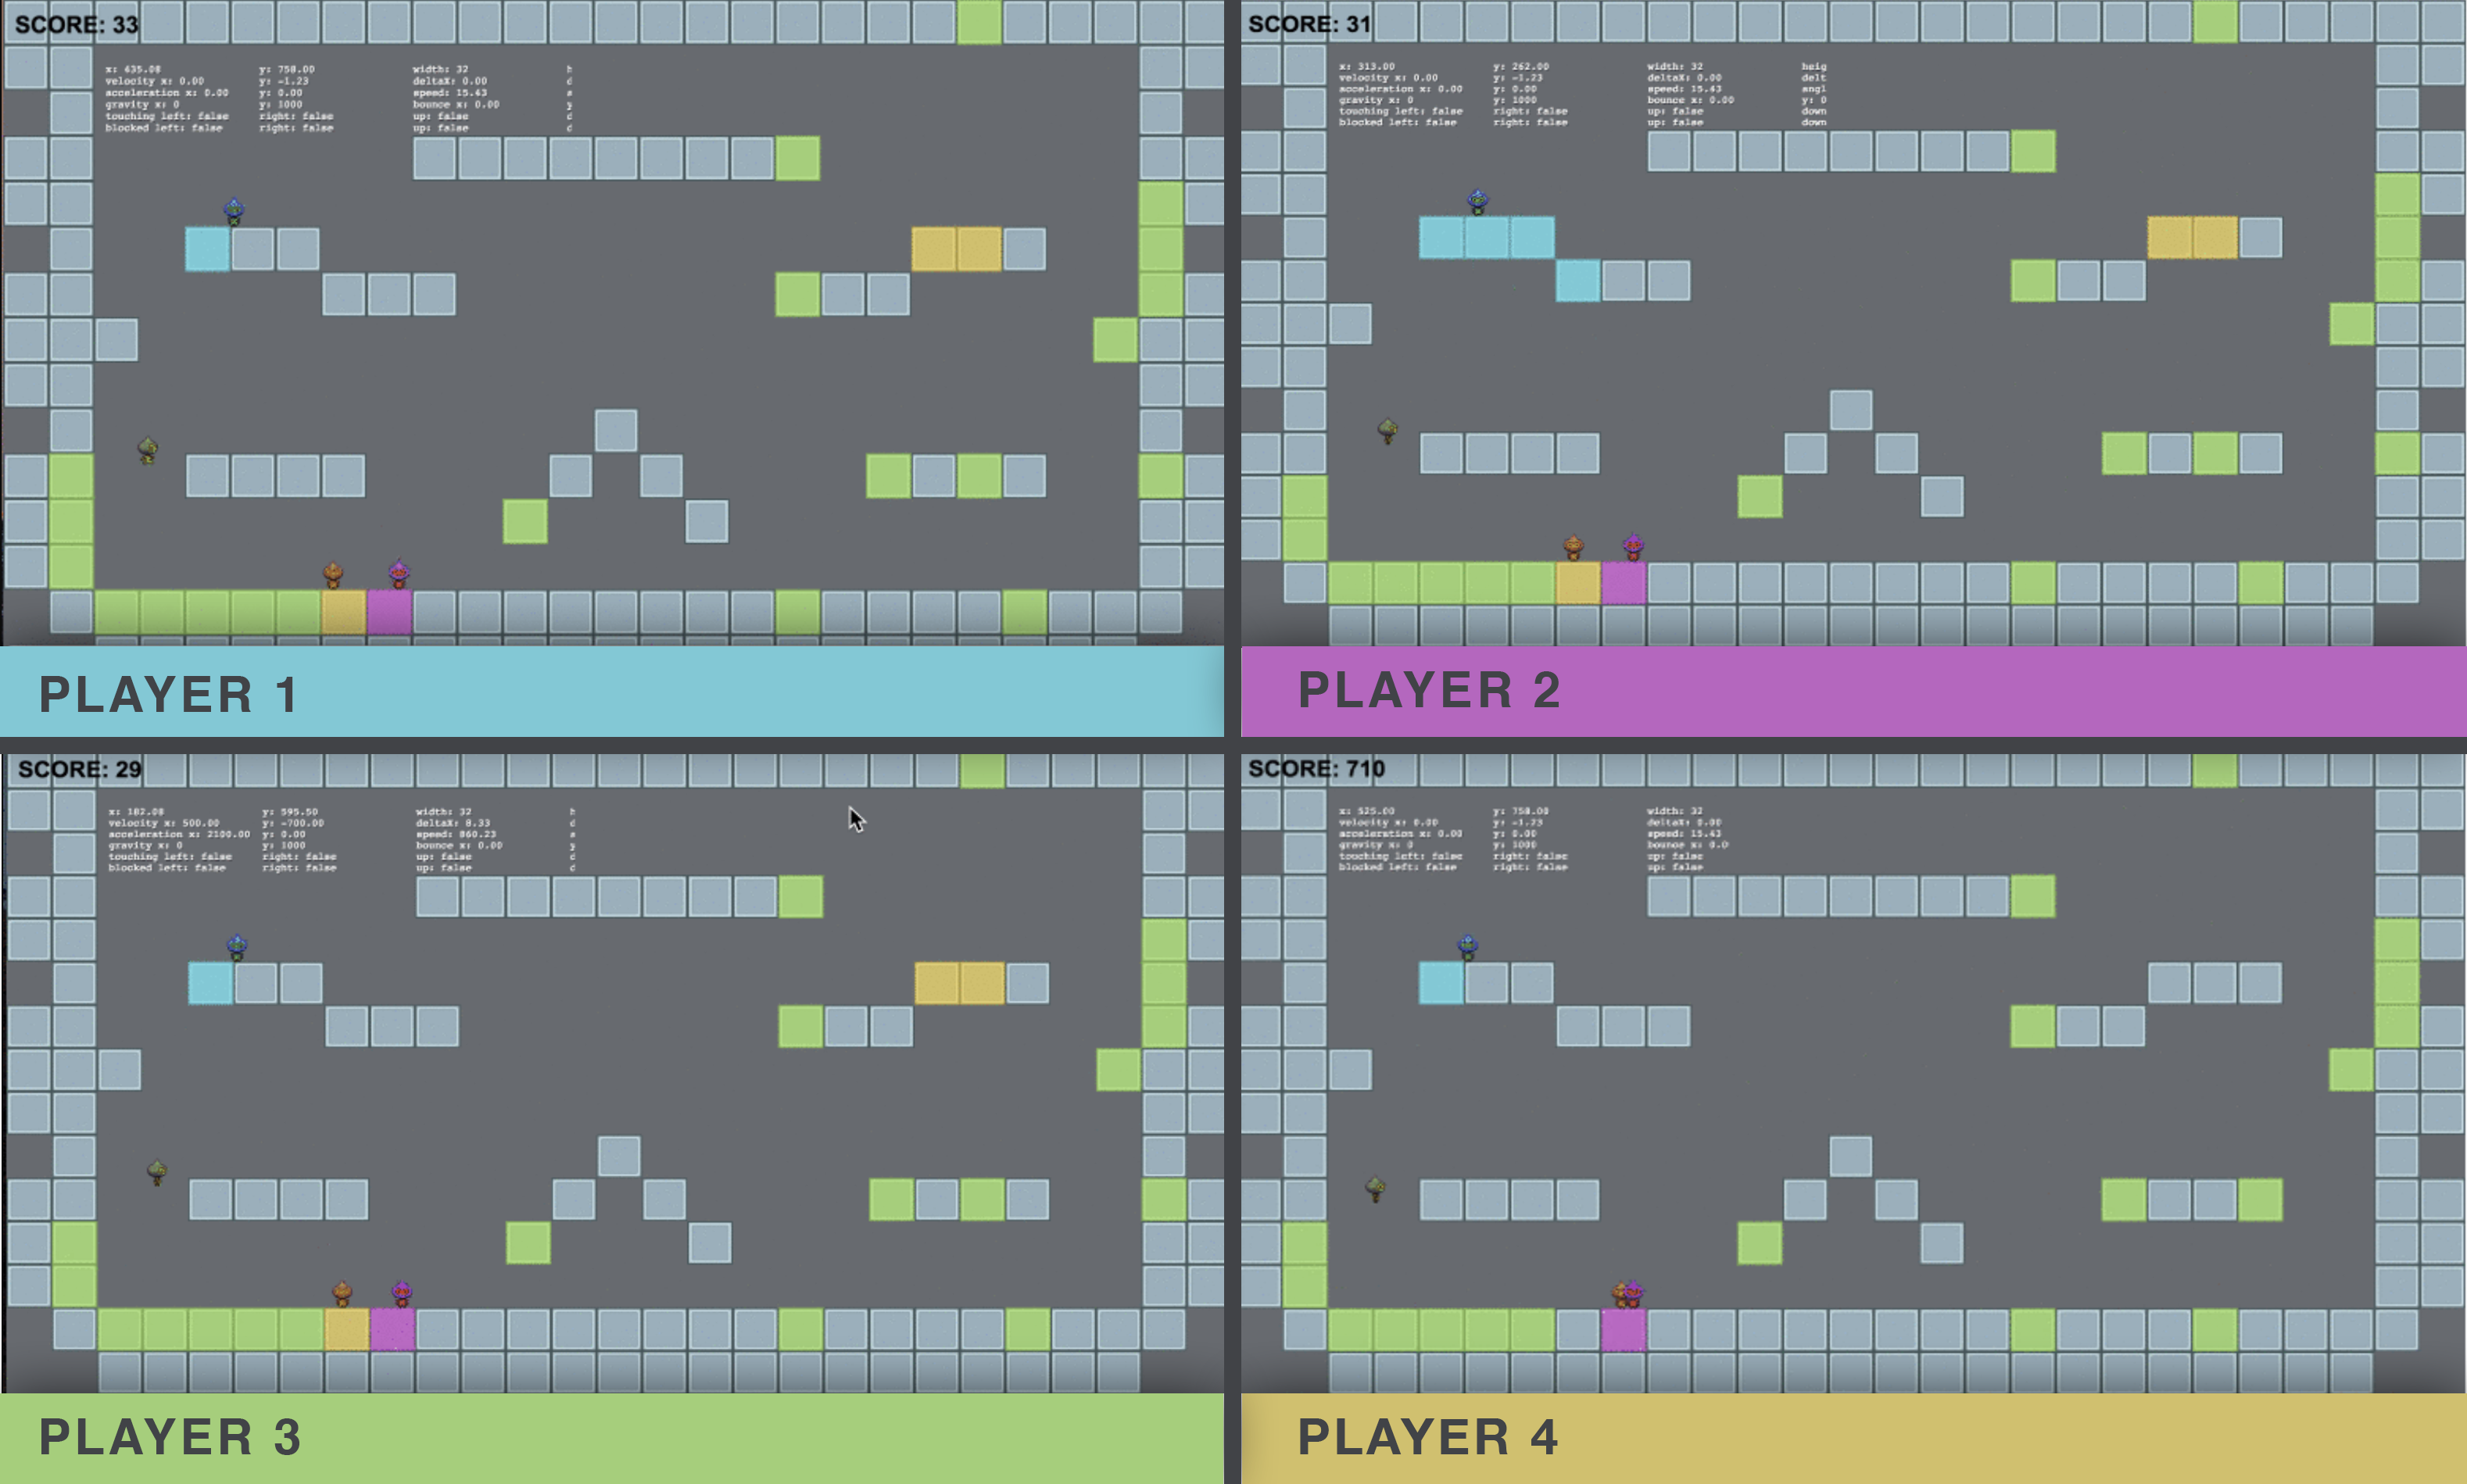 SCORE: 33
x: 635.08 y: 758.00 width: 32 h
velocity x: 0.00 y: -1.23 deltaX: 0.00 d
acceleration x: 0.00 y: 0.00 speed: 15.43 s
gravity x: 0 y: 1000 bounce x: 0.00 y
touching left: false right: false up: false d
blocked left: false right: false up: false d
PLAYER 1
SCORE: 31
x: 313.00 y: 262.00 width: 32 heig
velocity x: 0.00 y: -1.23 deltaX: 0.00 delt
acceleration x: 0.00 y: 0.00 speed: 15.43 angl
gravity x: 0 y: 1000 bounce x: 0.00 y: 0
touching left: false right: false up: false down
blocked left: false right: false up: false down
PLAYER 2
SCORE: 29
x: 182.08 y: 595.50 width: 32 h
velocity x: 500.00 y: -700.00 deltaX: 8.33 d
acceleration x: 2100.00 y: 0.00 speed: 860.23 s
gravity x: 0 y: 1000 bounce x: 0.00 y
touching left: false right: false up: false d
blocked left: false right: false up: false d
PLAYER 3
SCORE: 710
x: 525.00 y: 758.00 width: 32
velocity x: 0.00 y: -1.23 deltaX: 0.00
acceleration x: 0.00 y: 0.00 speed: 15.43
gravity x: 0 y: 1000 bounce x: 0.0
touching left: false right: false up: false
blocked left: false right: false up: false
PLAYER 4